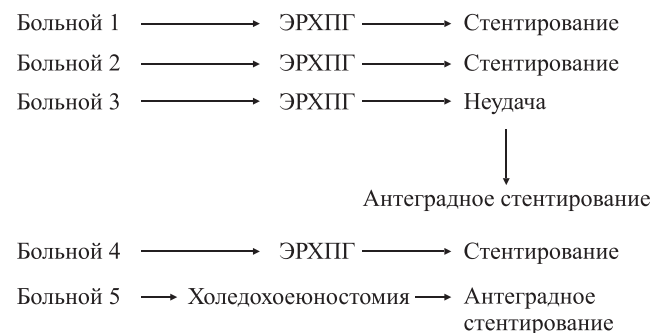 Больной 1 ЭРХПГ Стентирование
Больной 2 ЭРХПГ Стентирование
Больной 3 ЭРХПГ Неудача
Антеградное стентирование
Больной 4 ЭРХПГ Стентирование
Больной 5 Холедохоеюностомия Антеградное
стентирование